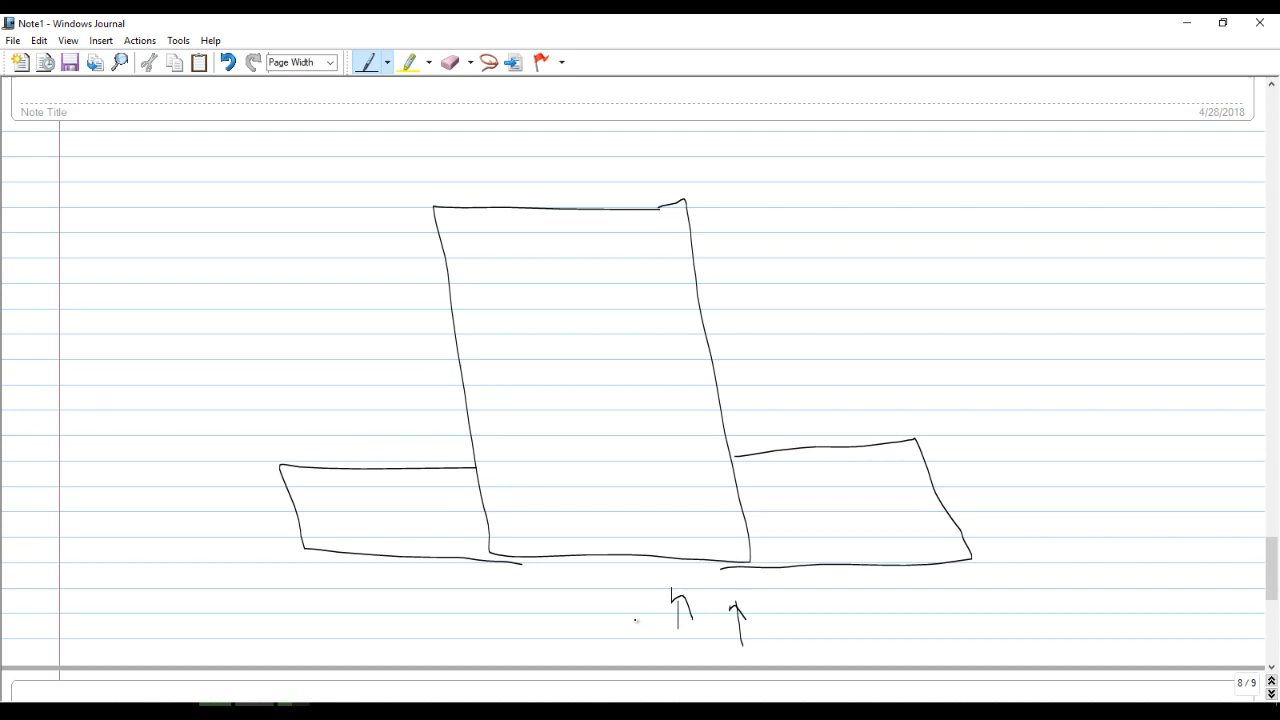 Note1 - Windows Journal
File Edit View Insert Actions Tools Help
Page Width
Note Title 4/28/2018
8 / 9